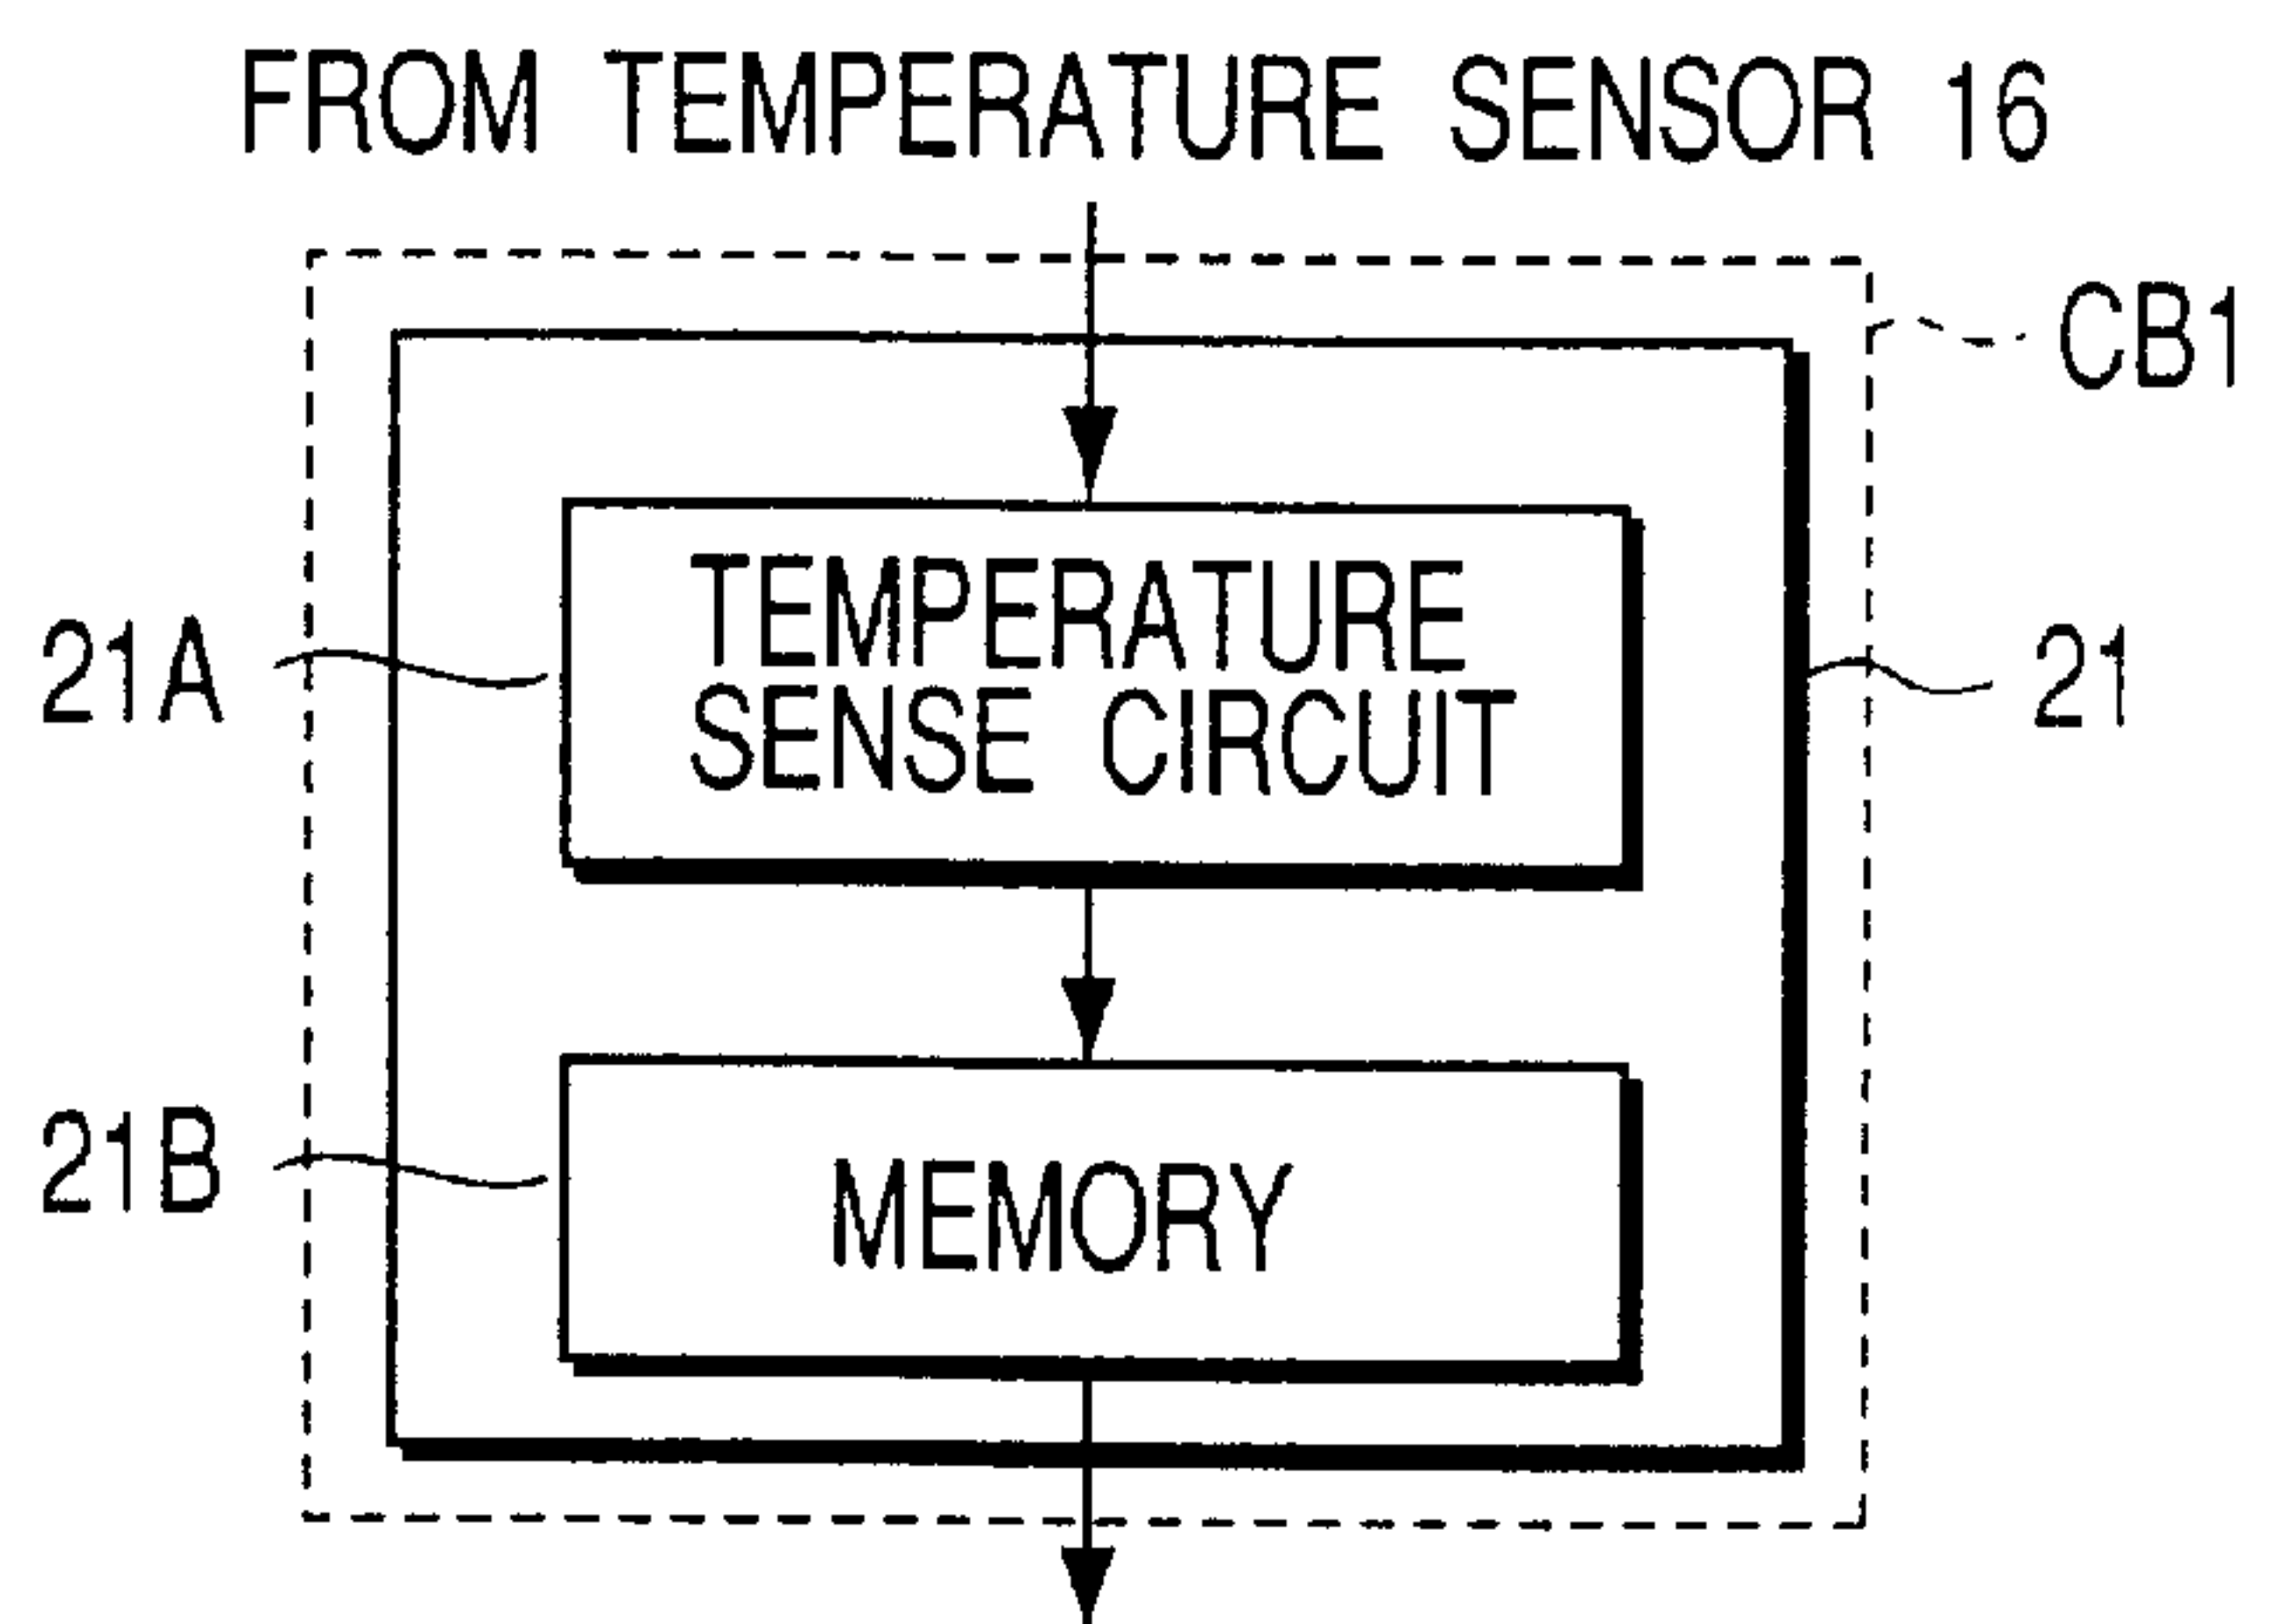 FROM TEMPERATURE SENSOR 16
CB1
TEMPERATURE
SENSE CIRCUIT
21A
21
21B
MEMORY